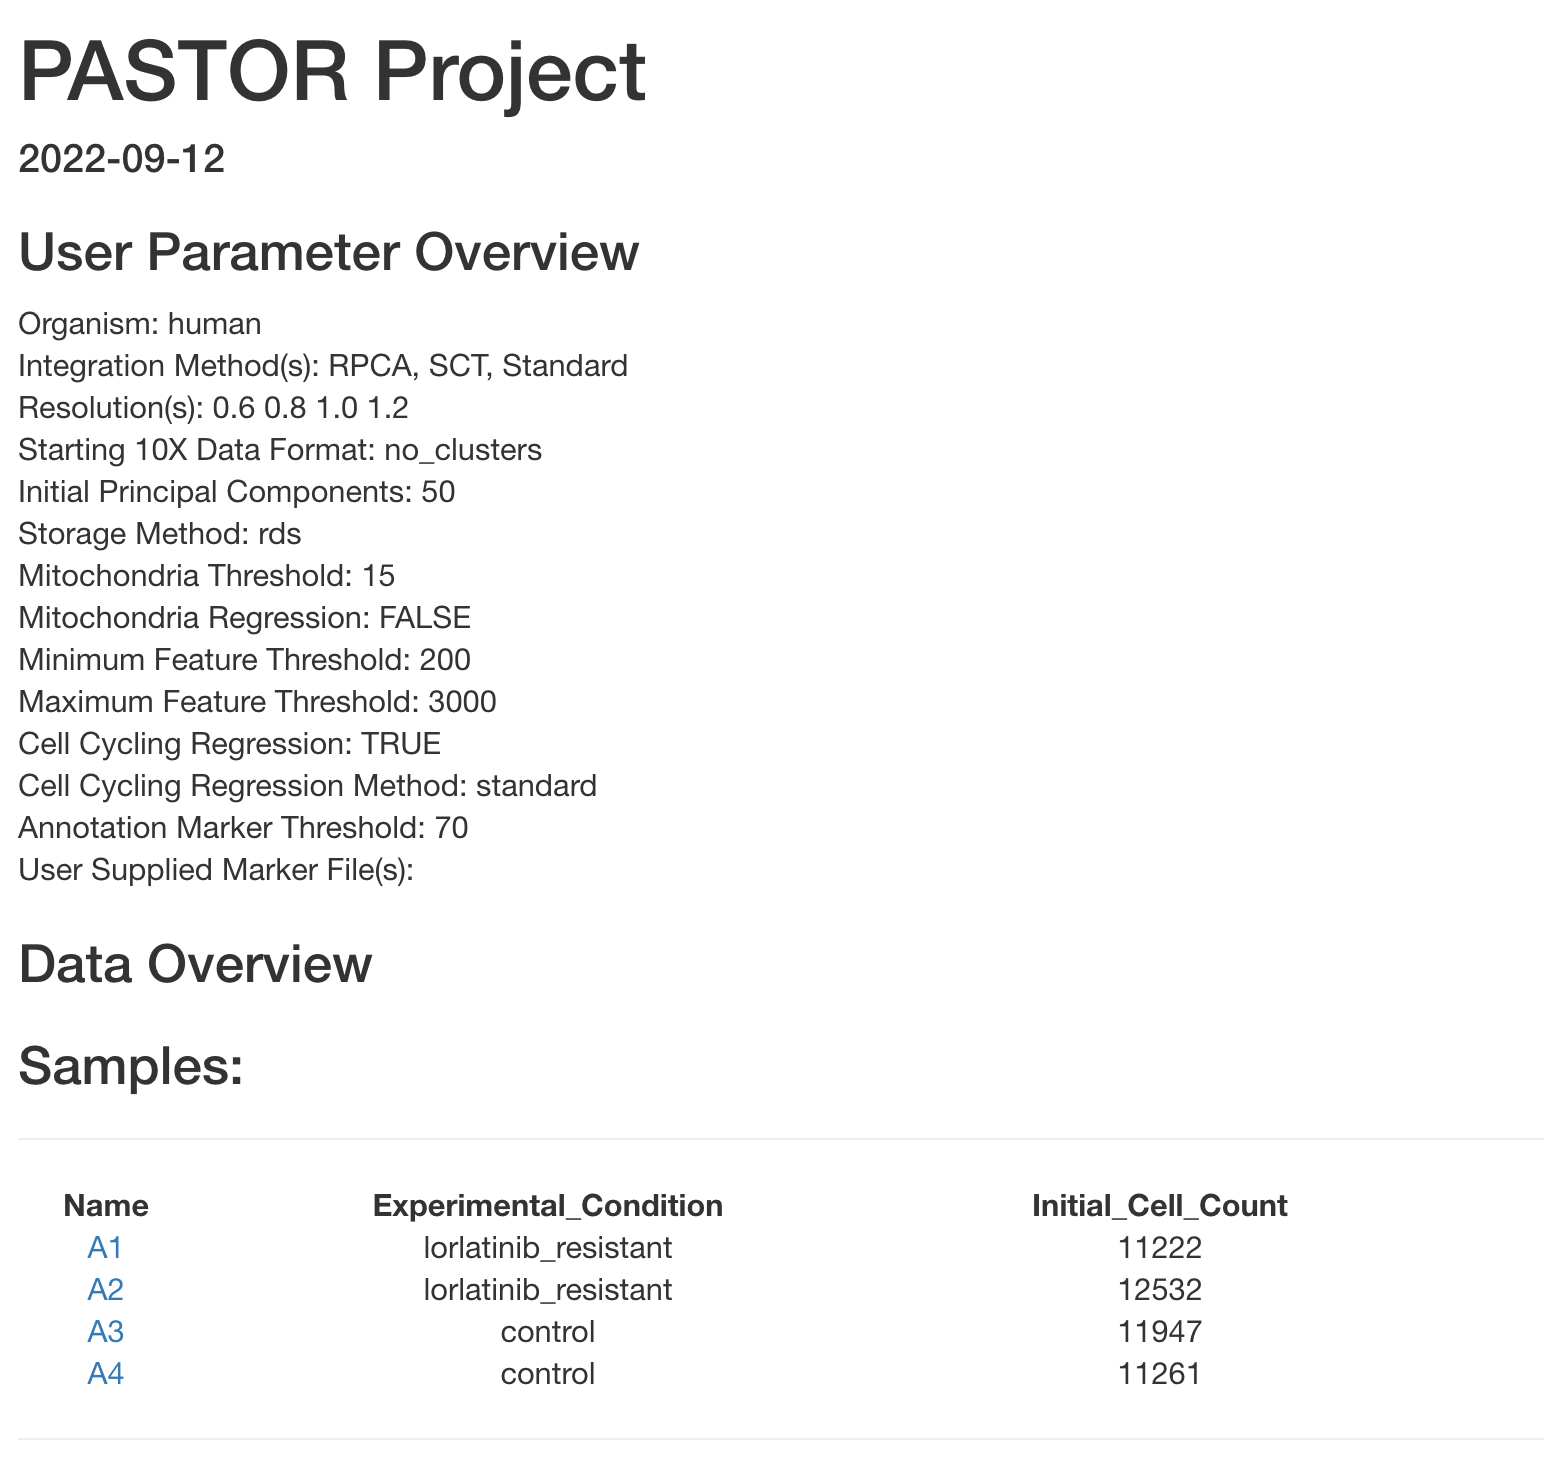 PASTOR Project
2022-09-12
User Parameter Overview
Organism: human
Integration Method(s): RPCA, SCT, Standard
Resolution(s): 0.6 0.8 1.0 1.2
Starting 10X Data Format: no_clusters
Initial Principal Components: 50
Storage Method: rds
Mitochondria Threshold: 15
Mitochondria Regression: FALSE
Minimum Feature Threshold: 200
Maximum Feature Threshold: 3000
Cell Cycling Regression: TRUE
Cell Cycling Regression Method: standard
Annotation Marker Threshold: 70
User Supplied Marker File(s):
Data Overview
Samples:
Name Experimental_Condition Initial_Cell_Count
A1 lorlatinib_resistant 11222
A2 lorlatinib_resistant 12532
A3 control 11947
A4 control 11261